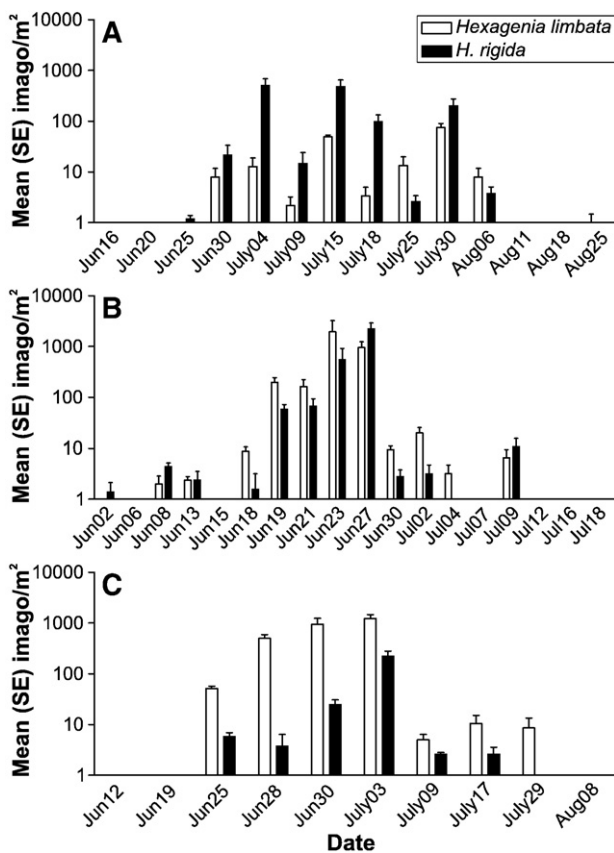 A
Hexagenia limbata
H. rigida
Mean (SE) imago/m²
10000
1000
100
10
1
Jun16
Jun20
Jun25
Jun30
July04
July09
July15
July18
July25
July30
Aug06
Aug11
Aug18
Aug25
B
Mean (SE) imago/m²
10000
1000
100
10
1
Jun02
Jun06
Jun08
Jun13
Jun15
Jun18
Jun19
Jun21
Jun23
Jun27
Jun30
Jul02
Jul04
Jul07
Jul09
Jul12
Jul16
Jul18
C
Mean (SE) imago/m²
10000
1000
100
10
1
Jun12
Jun19
Jun25
Jun28
Jun30
July03
July09
July17
July29
Aug08
Date